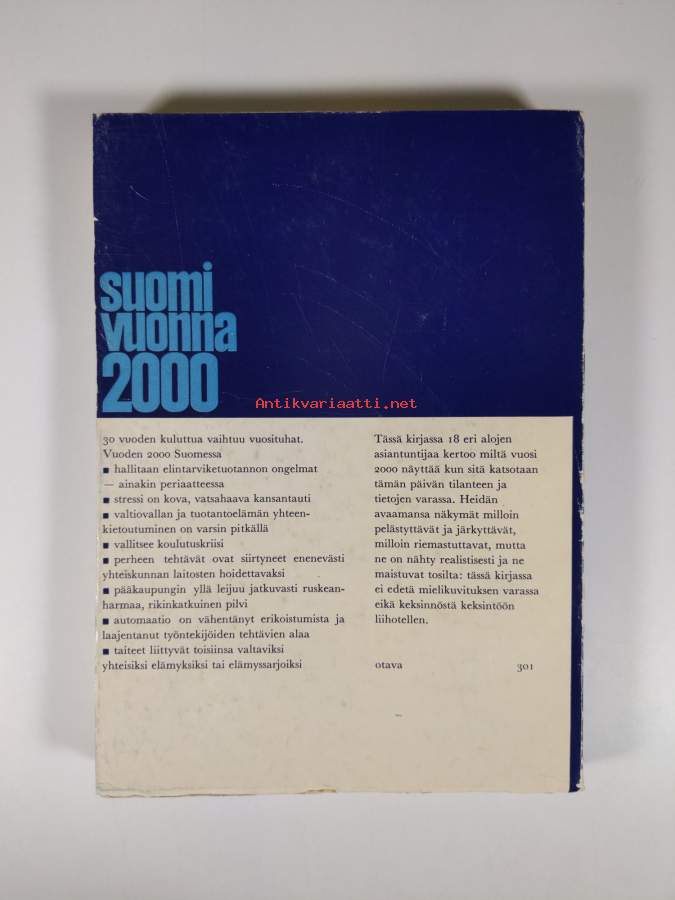 suomi
vuonna
2000
Antikvariaatti.net
30 vuoden kuluttua vaihtuu vuosituhat.
Vuoden 2000 Suomessa
▪ hallitaan elintarviketuotannon ongelmat
— ainakin periaatteessa
▪ stressi on kova, vatsahaava kansantauti
▪ valtiovallan ja tuotantoelämän yhteen-
kietoutuminen on varsin pitkällä
▪ vallitsee koulutuskriisi
▪ perheen tehtävät ovat siirtyneet enenevästi
yhteiskunnan laitosten hoidettavaksi
▪ pääkaupungin yllä leijuu jatkuvasti ruskean-
harmaa, rikinkatkuinen pilvi
▪ automaatio on vähentänyt erikoistumista ja
laajentanut työntekijöiden tehtävien alaa
▪ taiteet liittyvät toisiinsa valtaviksi
yhteisiksi elämyksiksi tai elämyssarjoiksi
Tässä kirjassa 18 eri alojen
asiantuntijaa kertoo miltä vuosi
2000 näyttää kun sitä katsotaan
tämän päivän tilanteen ja
tietojen varassa. Heidän
avaamansa näkymät milloin
pelästyttävät ja järkyttävät,
milloin riemastuttavat, mutta
ne on nähty realistisesti ja ne
maistuvat tosilta: tässä kirjassa
ei edetä mielikuvituksen varassa
eikä keksinnöstä keksintöön
liihotellen.
otava 301